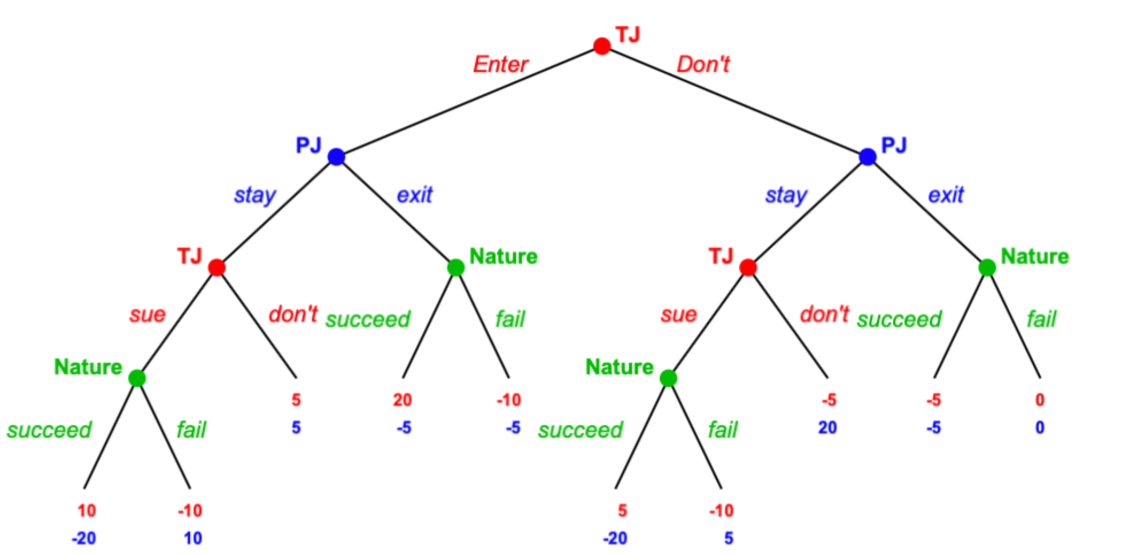 TJ
Enter Don't
PJ PJ
stay exit stay exit
TJ Nature TJ Nature
sue don't succeed fail sue don't succeed fail
Nature Nature
5 20 -10 -5 -5 0
5 -5 -5 20 -5 0
succeed fail succeed fail
10 -10 5 -10
-20 10 -20 5